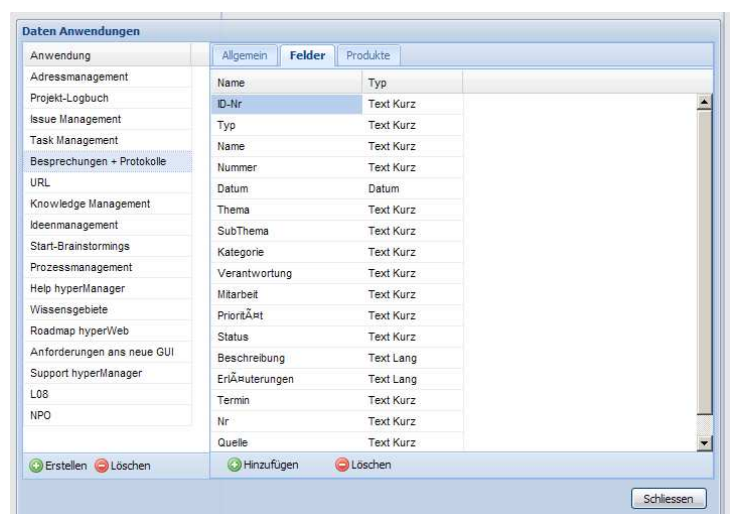 Daten Anwendungen
Anwendung
Adressmanagement
Projekt-Logbuch
Issue Management
Task Management
Besprechungen + Protokolle
URL
Knowledge Management
Ideenmanagement
Start-Brainstormings
Prozessmanagement
Help hyperManager
Wissensgebiete
Roadmap hyperWeb
Anforderungen ans neue GUI
Support hyperManager
L08
NPO
Erstellen Löschen
Allgemein Felder Produkte
Name Typ
ID-Nr Text Kurz
Typ Text Kurz
Name Text Kurz
Nummer Text Kurz
Datum Datum
Thema Text Kurz
SubThema Text Kurz
Kategorie Text Kurz
Verantwortung Text Kurz
Mitarbeit Text Kurz
PrioritÃ¤t Text Kurz
Status Text Kurz
Beschreibung Text Lang
ErlÃ¤uterungen Text Lang
Termin Text Kurz
Nr Text Kurz
Quelle Text Kurz
Hinzufügen Löschen
Schliessen